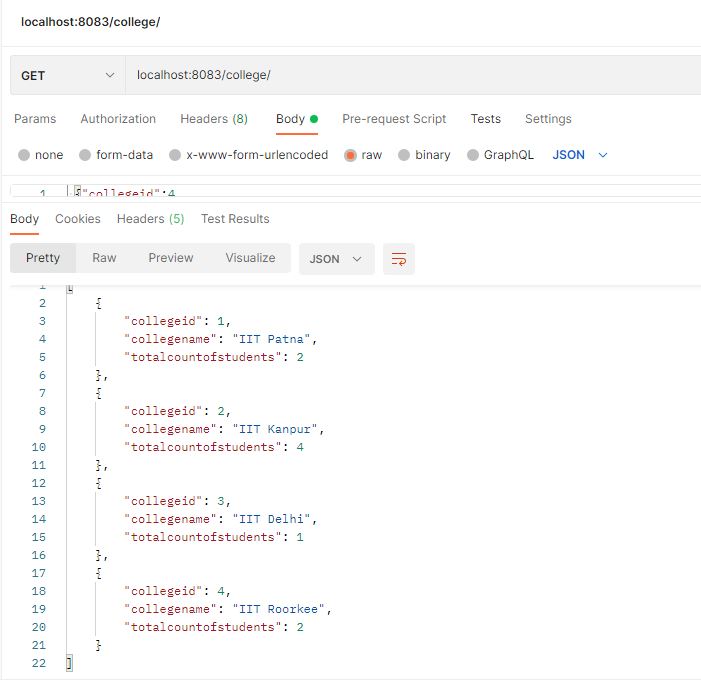 localhost:8083/college/
GET localhost:8083/college/
Params Authorization Headers (8) Body Pre-request Script Tests Settings
none form-data x-www-form-urlencoded raw binary GraphQL JSON
1 {"collegeid":4
Body Cookies Headers (5) Test Results
Pretty Raw Preview Visualize JSON
1 [
2 {
3 "collegeid": 1,
4 "collegename": "IIT Patna",
5 "totalcountofstudents": 2
6 },
7 {
8 "collegeid": 2,
9 "collegename": "IIT Kanpur",
10 "totalcountofstudents": 4
11 },
12 {
13 "collegeid": 3,
14 "collegename": "IIT Delhi",
15 "totalcountofstudents": 1
16 },
17 {
18 "collegeid": 4,
19 "collegename": "IIT Roorkee",
20 "totalcountofstudents": 2
21 }
22 ]